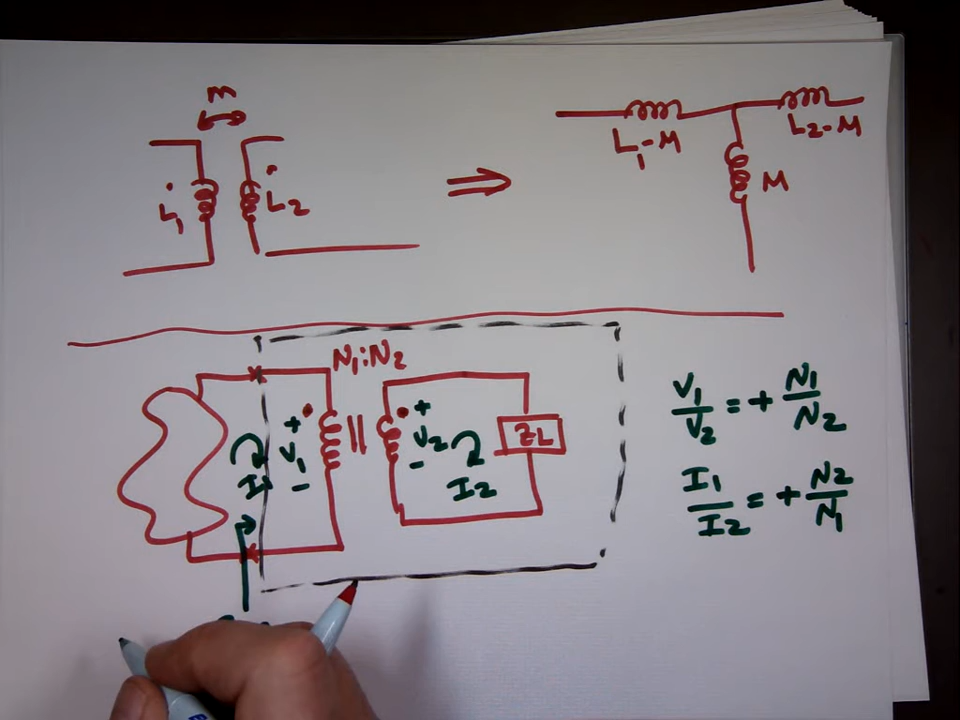 M
L1
L2
L1-M
L2-M
M
N1:N2
+
V1
-
I1
+
V2
-
I2
ZL
V1/V2 = + N1/N2
I1/I2 = + N2/N1